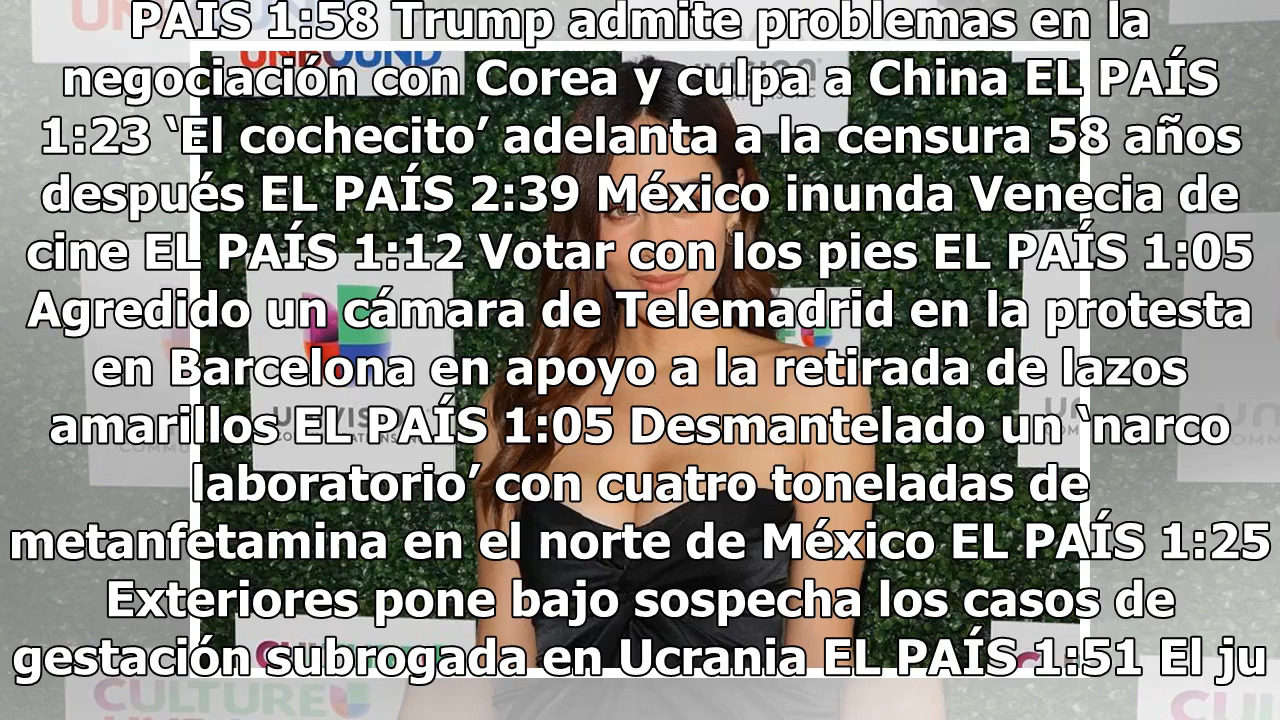 PAÍS 1:58 Trump admite problemas en la
negociación con Corea y culpa a China EL PAÍS
1:23 ‘El cochecito’ adelanta a la censura 58 años
después EL PAÍS 2:39 México inunda Venecia de
cine EL PAÍS 1:12 Votar con los pies EL PAÍS 1:05
Agredido un cámara de Telemadrid en la protesta
en Barcelona en apoyo a la retirada de lazos
amarillos EL PAÍS 1:05 Desmantelado un ‘narco
laboratorio’ con cuatro toneladas de
metanfetamina en el norte de México EL PAÍS 1:25
Exteriores pone bajo sospecha los casos de
gestación subrogada en Ucrania EL PAÍS 1:51 El ju
CULTURE